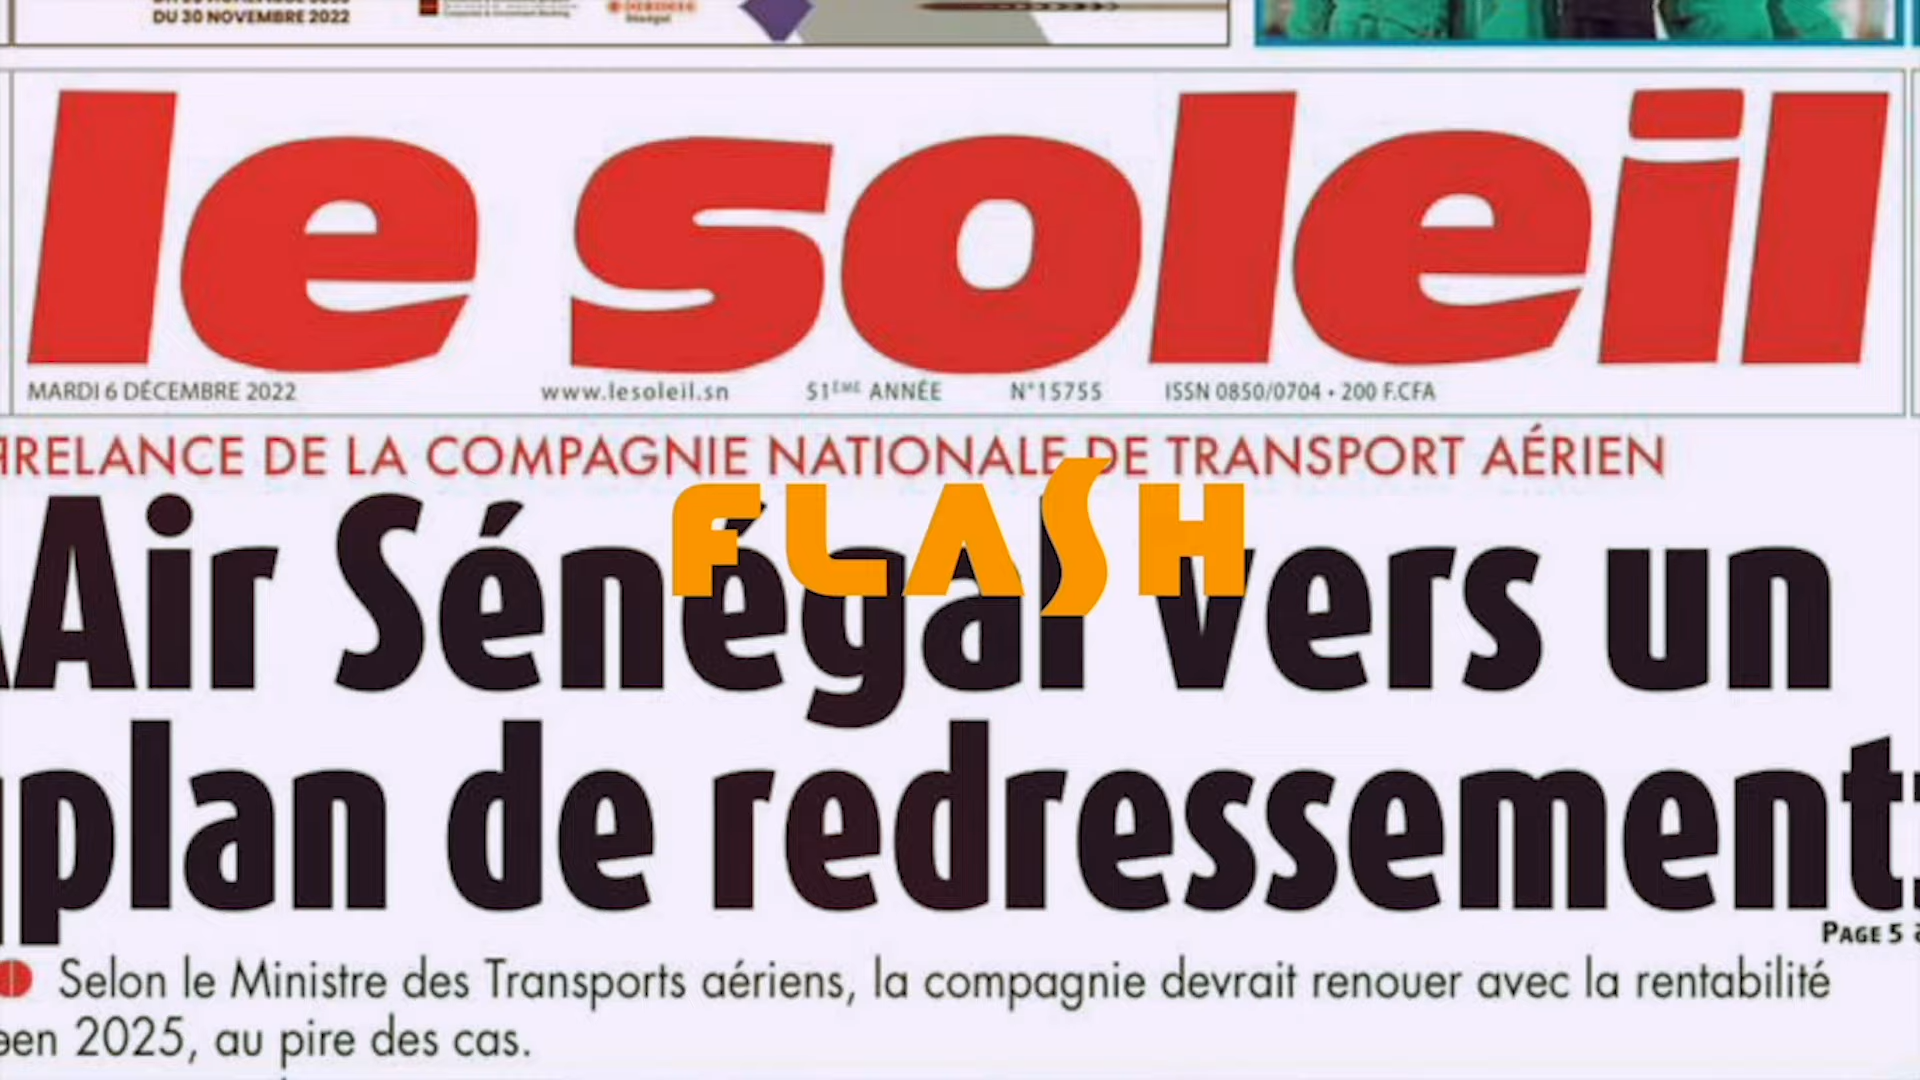 DU 30 NOVEMBRE 2022
le soleil
MARDI 6 DÉCEMBRE 2022 www.lesoleil.sn 51ÈME ANNÉE N°15755 ISSN 0850/0704 • 200 F.CFA
RELANCE DE LA COMPAGNIE NATIONALE DE TRANSPORT AÉRIEN
FLASH
Air Sénégal vers un
plan de redressement
PAGE 5
Selon le Ministre des Transports aériens, la compagnie devrait renouer avec la rentabilité
en 2025, au pire des cas.